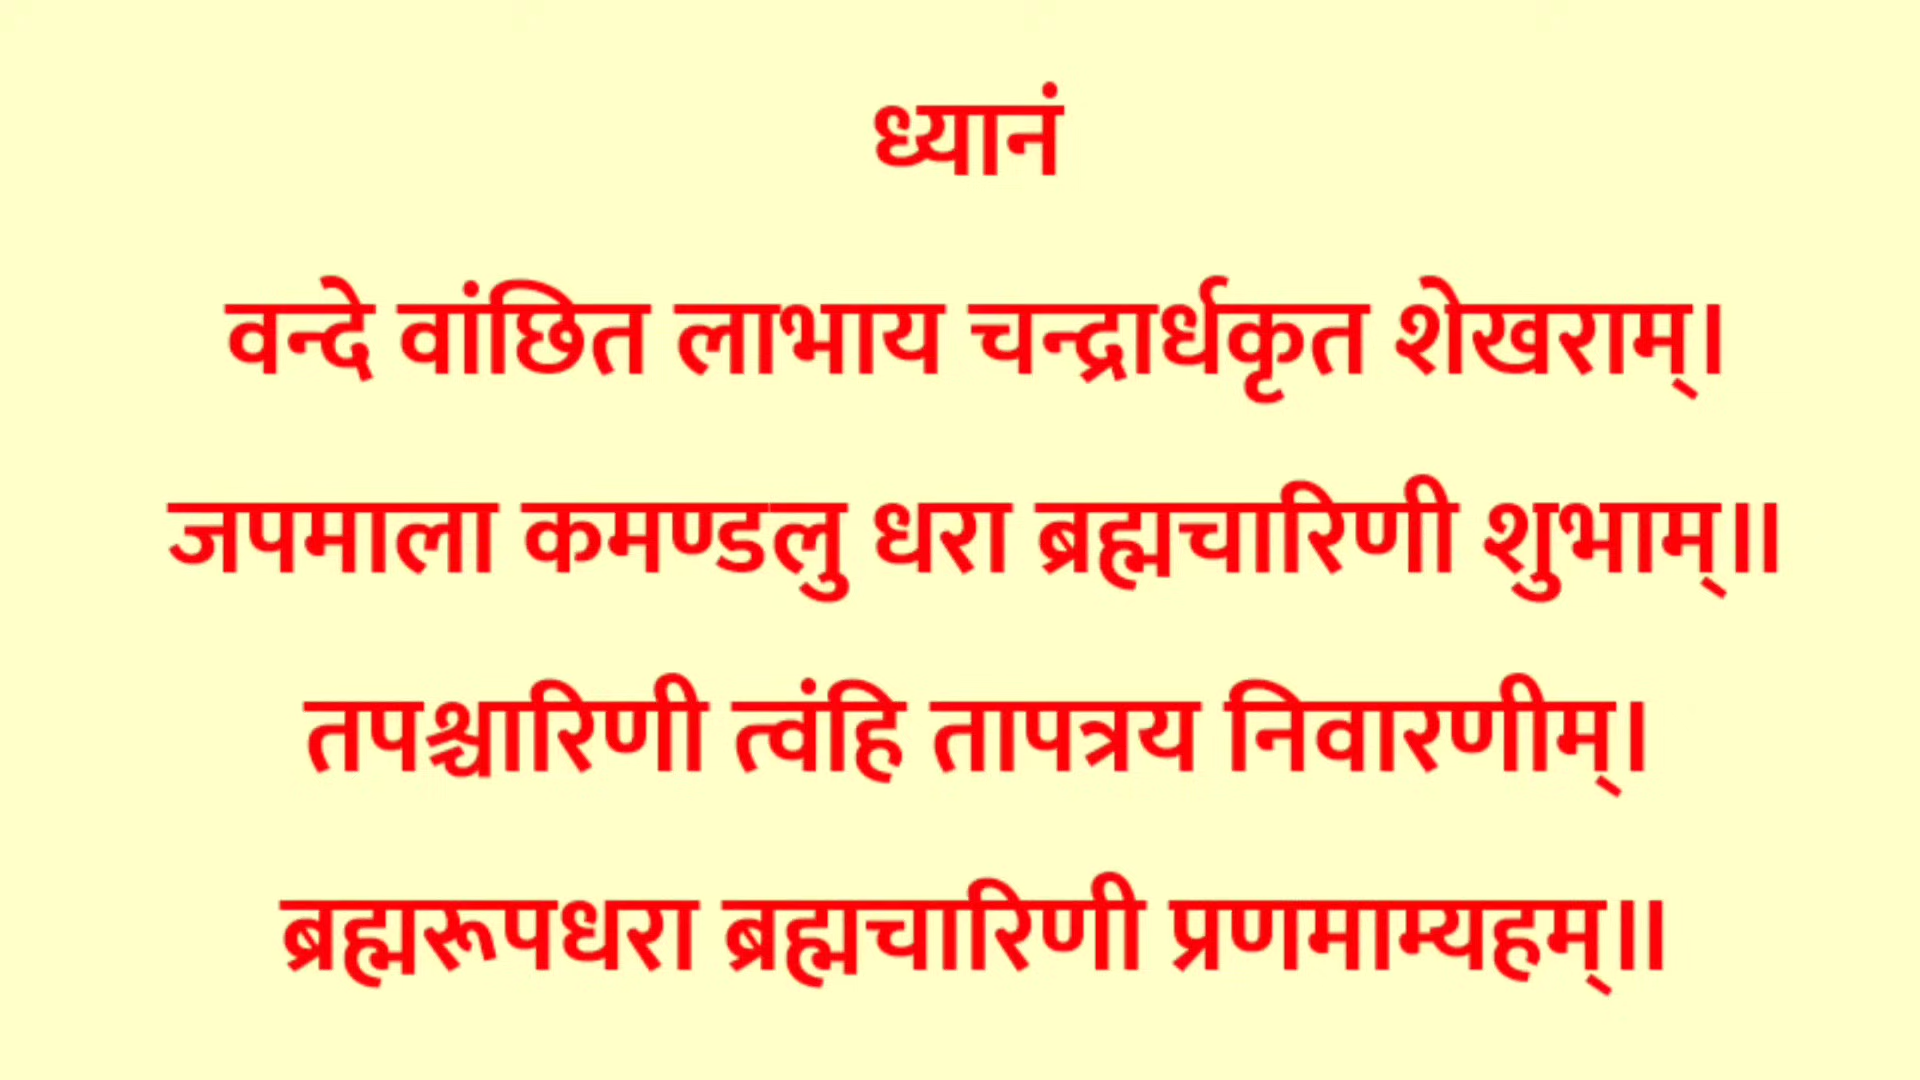 ध्यानं
वन्दे वांछित लाभाय चन्द्रार्धकृत शेखराम्।
जपमाला कमण्डलु धरा ब्रह्मचारिणी शुभाम्॥
तपश्चारिणी त्वंहि तापत्रय निवारणीम्।
ब्रह्मरूपधरा ब्रह्मचारिणी प्रणमाम्यहम्॥